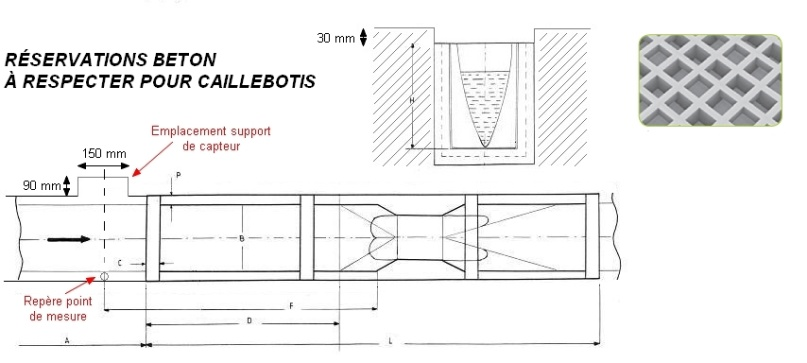 30 mm
RÉSERVATIONS BETON
À RESPECTER POUR CAILLEBOTIS
H
Emplacement support
de capteur
150 mm
90 mm
P
B
C
Repère point
de mesure
F
D
A
L